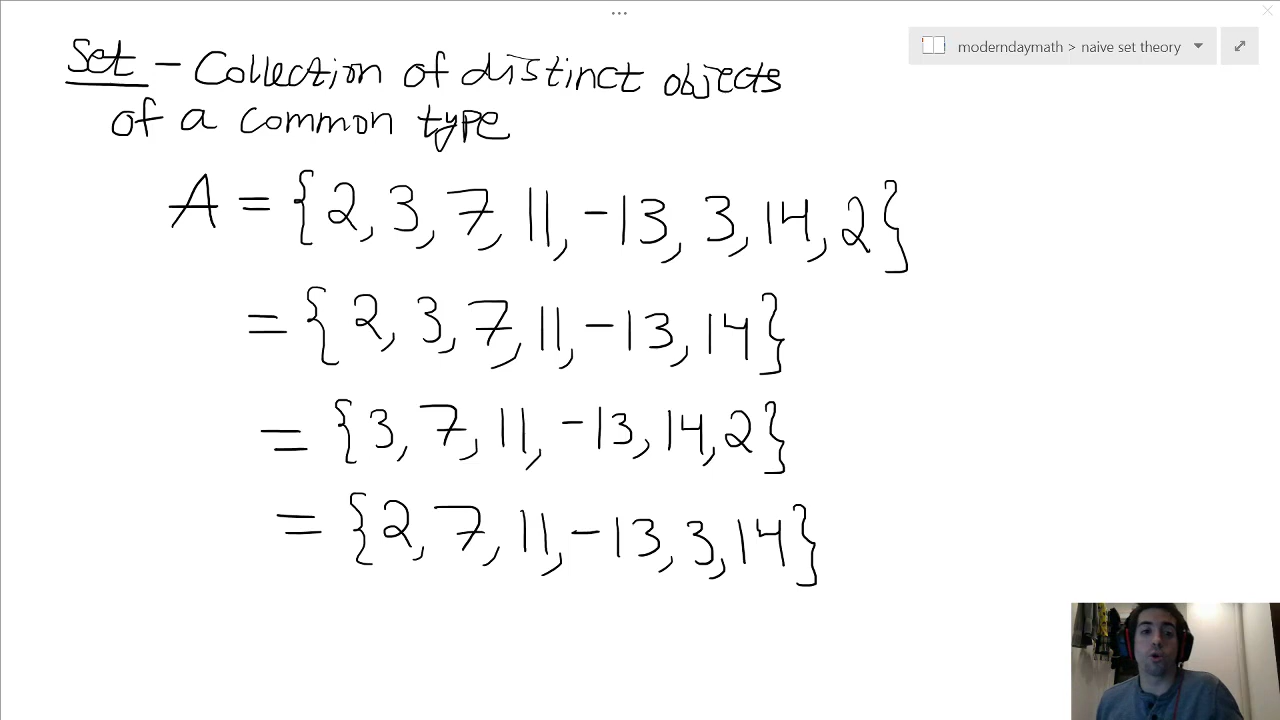 ...
moderndaymath > naive set theory
Set - Collection of distinct objects
of a common type
A = {2, 3, 7, 11, -13, 3, 14, 2}
= {2, 3, 7, 11, -13, 14}
= {3, 7, 11, -13, 14, 2}
= {2, 7, 11, -13, 3, 14}